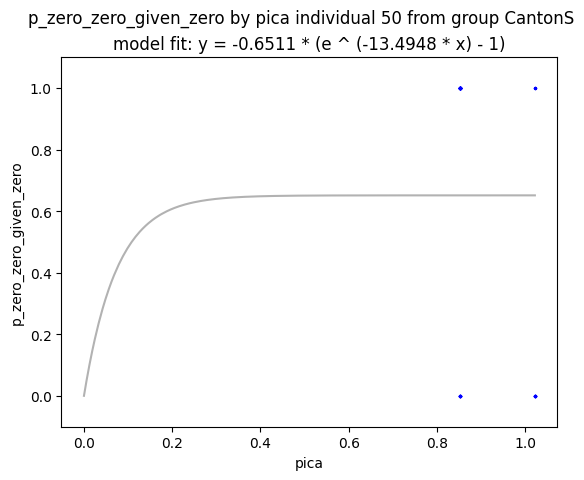 p_zero_zero_given_zero by pica individual 50 from group CantonS
model fit: y = -0.6511 * (e ^ (-13.4948 * x) - 1)
1.0
0.8
0.6
0.4
0.2
0.0
p_zero_zero_given_zero
0.0 0.2 0.4 0.6 0.8 1.0
pica